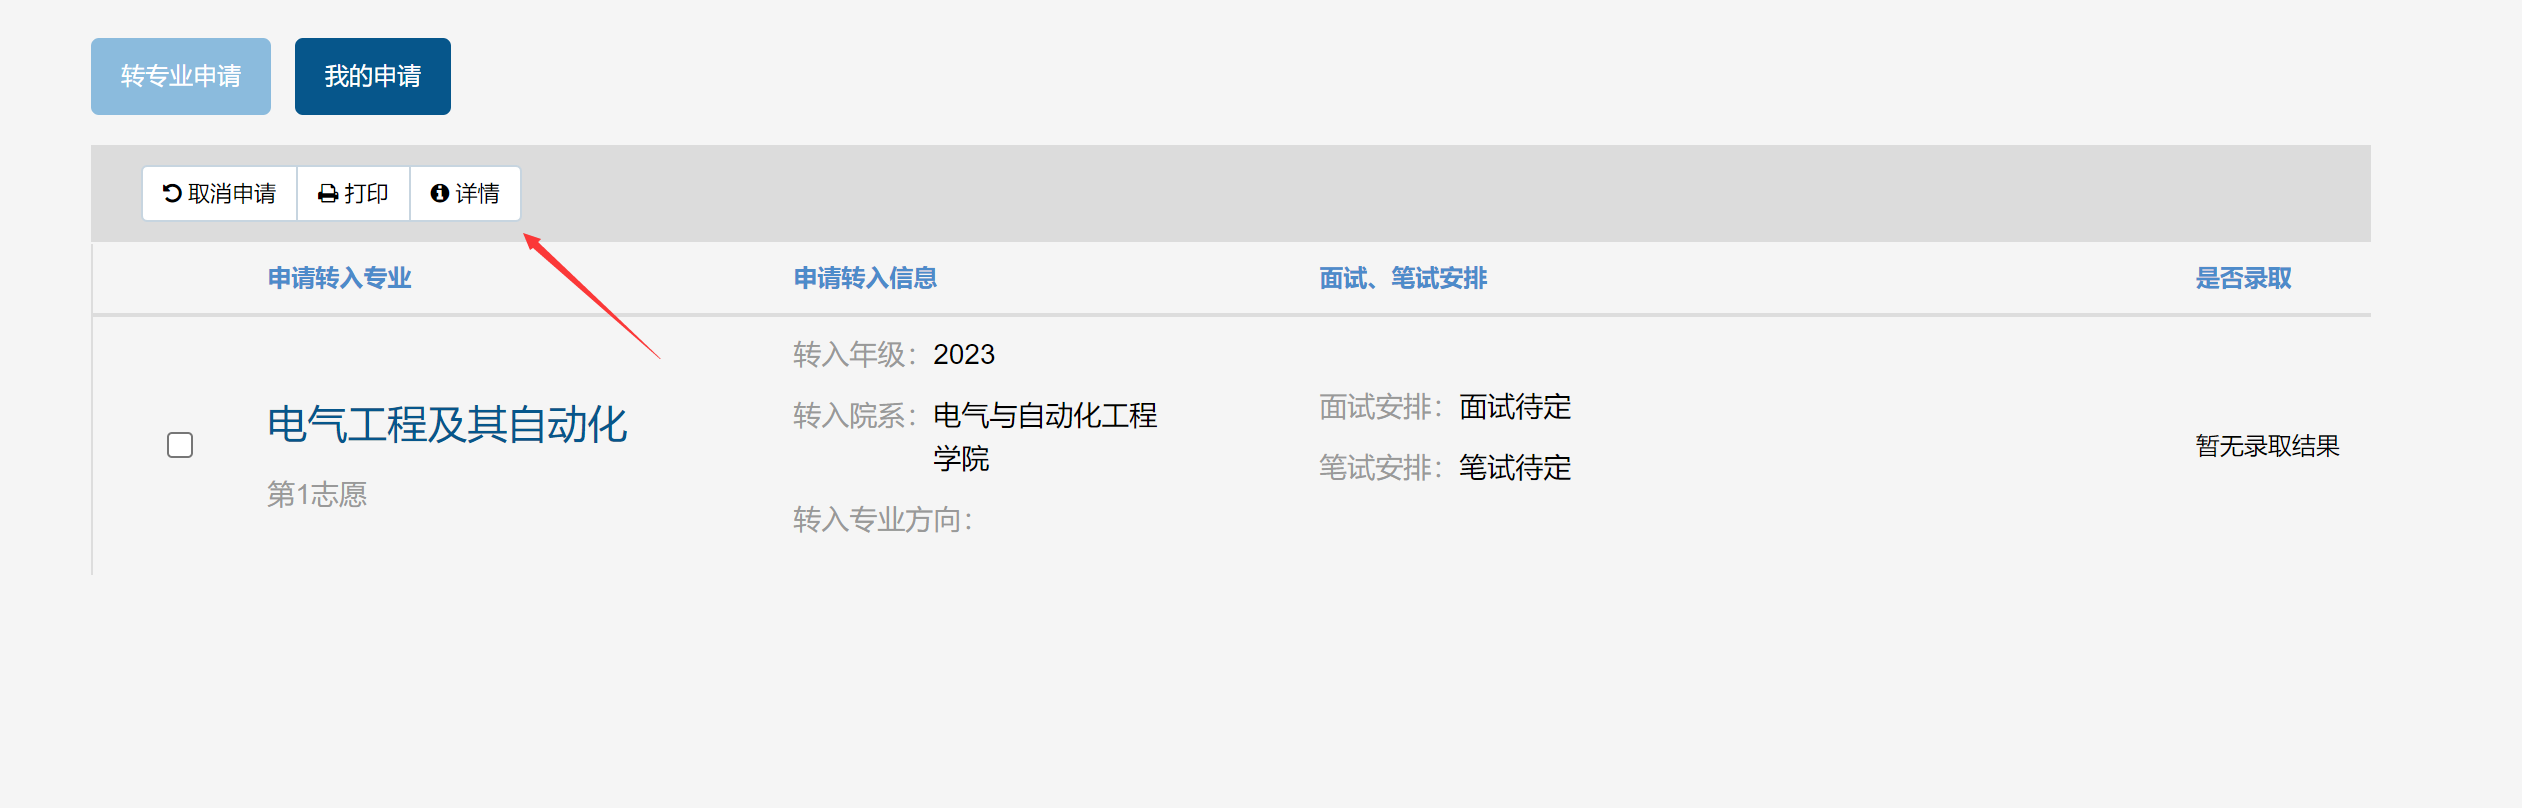 转专业申请
我的申请
取消申请
打印
详情
申请转入专业
申请转入信息
面试、笔试安排
是否录取
电气工程及其自动化
第1志愿
转入年级：2023
转入院系：电气与自动化工程
学院
转入专业方向：
面试安排：面试待定
笔试安排：笔试待定
暂无录取结果